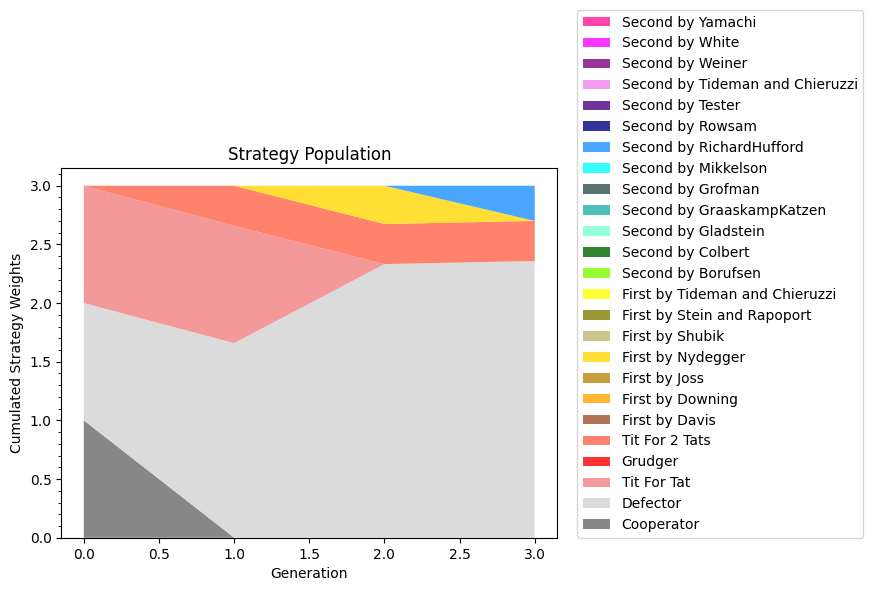 Strategy Population
Cumulated Strategy Weights
3.0
2.5
2.0
1.5
1.0
0.5
0.0
0.0 0.5 1.0 1.5 2.0 2.5 3.0
Generation
Second by Yamachi
Second by White
Second by Weiner
Second by Tideman and Chieruzzi
Second by Tester
Second by Rowsam
Second by RichardHufford
Second by Mikkelson
Second by Grofman
Second by GraaskampKatzen
Second by Gladstein
Second by Colbert
Second by Borufsen
First by Tideman and Chieruzzi
First by Stein and Rapoport
First by Shubik
First by Nydegger
First by Joss
First by Downing
First by Davis
Tit For 2 Tats
Grudger
Tit For Tat
Defector
Cooperator